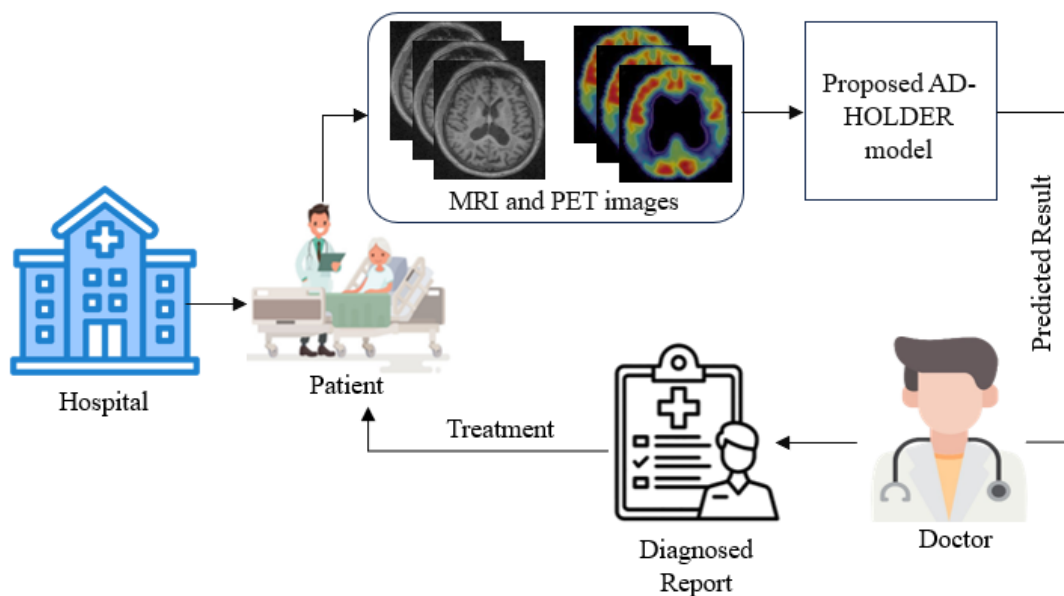 MRI and PET images
Proposed AD-
HOLDER
model
Predicted Result
Hospital
Patient
Treatment
Diagnosed
Report
Doctor